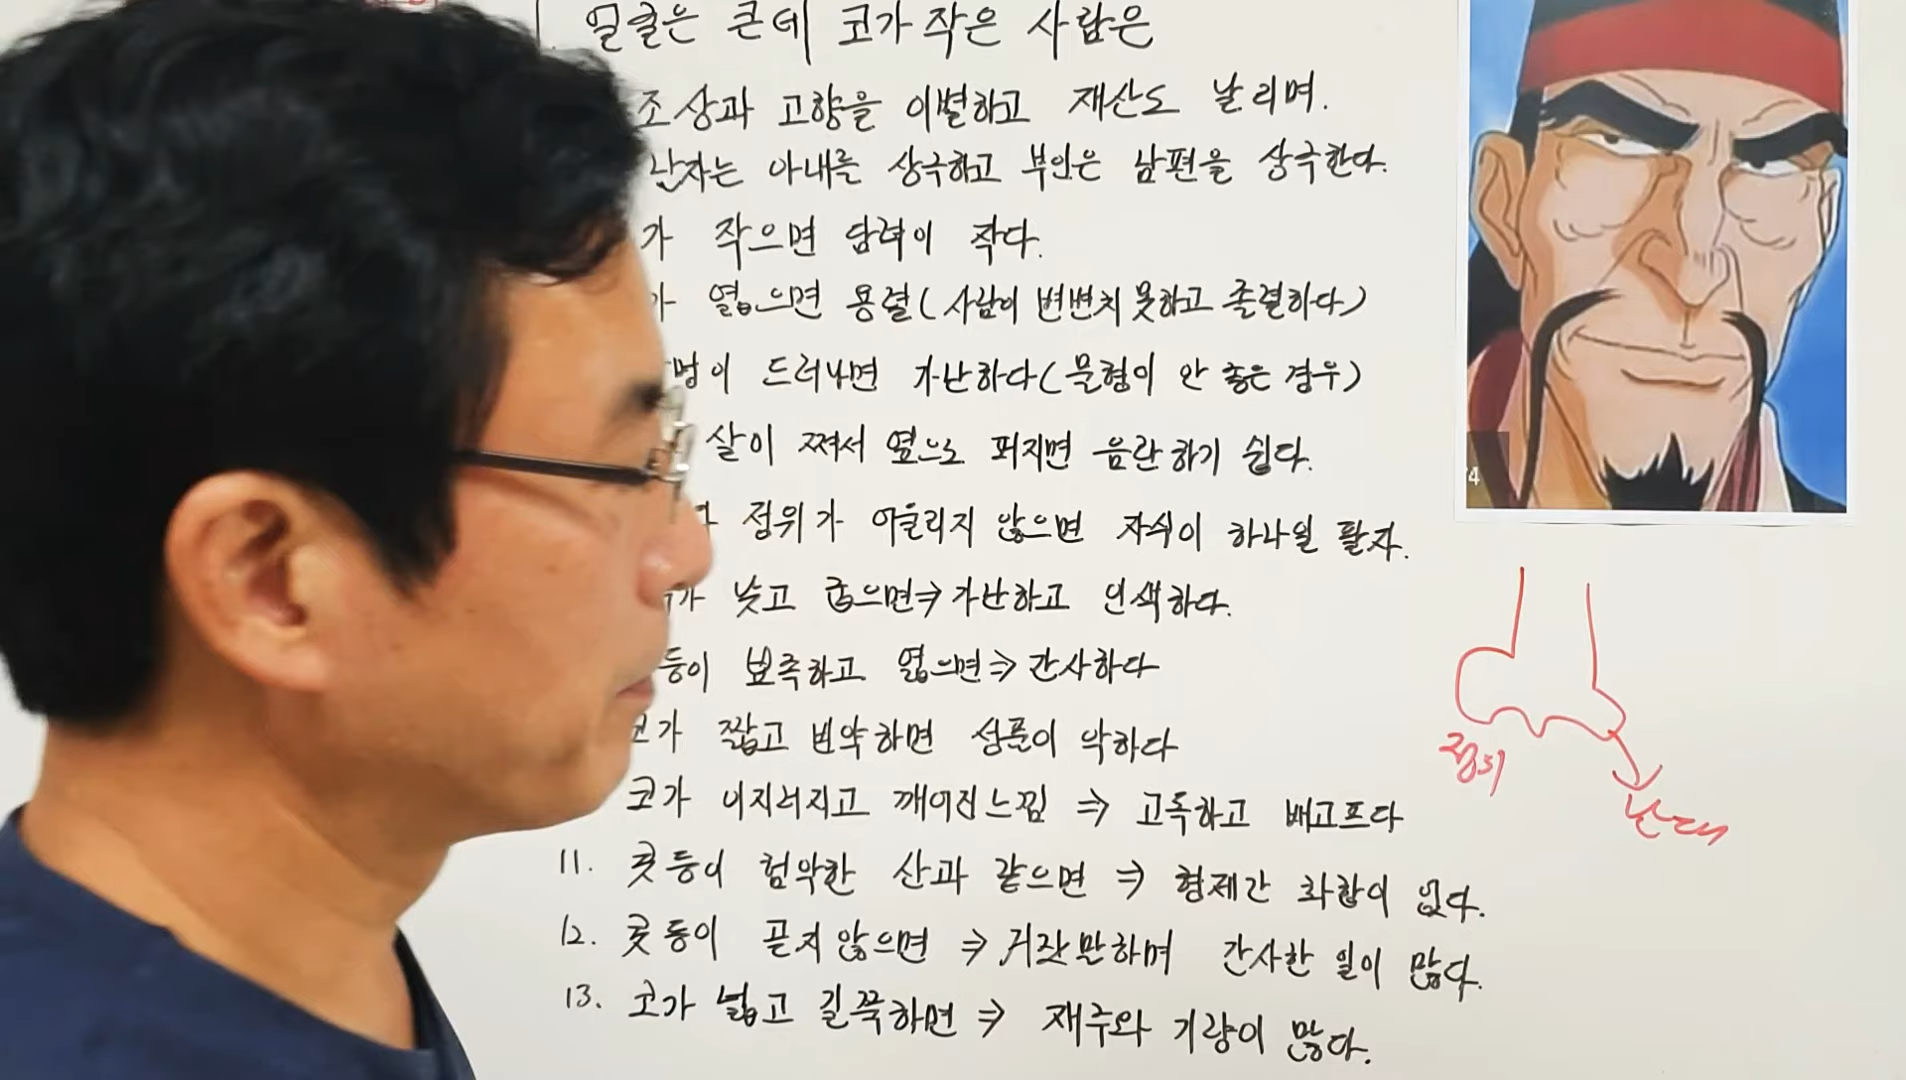 얼굴은 큰데 코가 작은 사람은
조상과 고향을 이별하고 재산도 날리며.
남자는 아내를 상극하고 부인은 남편을 상극한다.
가 작으면 담력이 작다.
가 엷으면 용렬(사람이 변변치 못하고 졸렬하다)
이 드러나면 가난하다(문형이 안 좋은 경우)
살이 쪄서 옆으로 퍼지면 음란하기 쉽다.
정위가 어울리지 않으면 자식이 하나일 팔자.
가 낮고 굽으면⇒가난하고 인색하다.
등이 뾰족하고 엷으면⇒간사하다
코가 짧고 빈약하면 성품이 악하다
코가 이지러지고 깨어진느낌 ⇒ 고독하고 배고프다
11. 콧등이 험악한 산과 같으면 ⇒ 형제간 화합이 없다.
12. 콧등이 곧지 않으면 ⇒ 거짓말하며 간사한 일이 많다.
13. 코가 넓고 길쭉하면 ⇒ 재주와 기량이 많다.
정위
난대